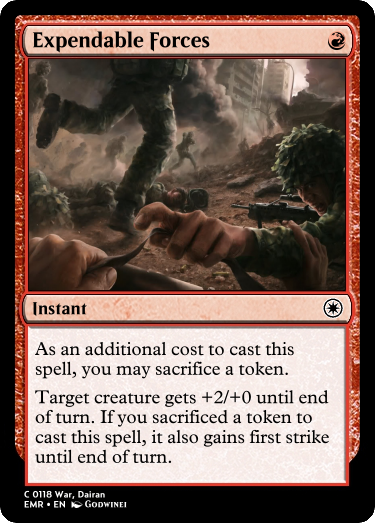 Expendable Forces
Instant
As an additional cost to cast this
spell, you may sacrifice a token.
Target creature gets +2/+0 until end
of turn. If you sacrificed a token to
cast this spell, it also gains first strike
until end of turn.
C 0118 War, Dairan
EMR • EN Godwinei